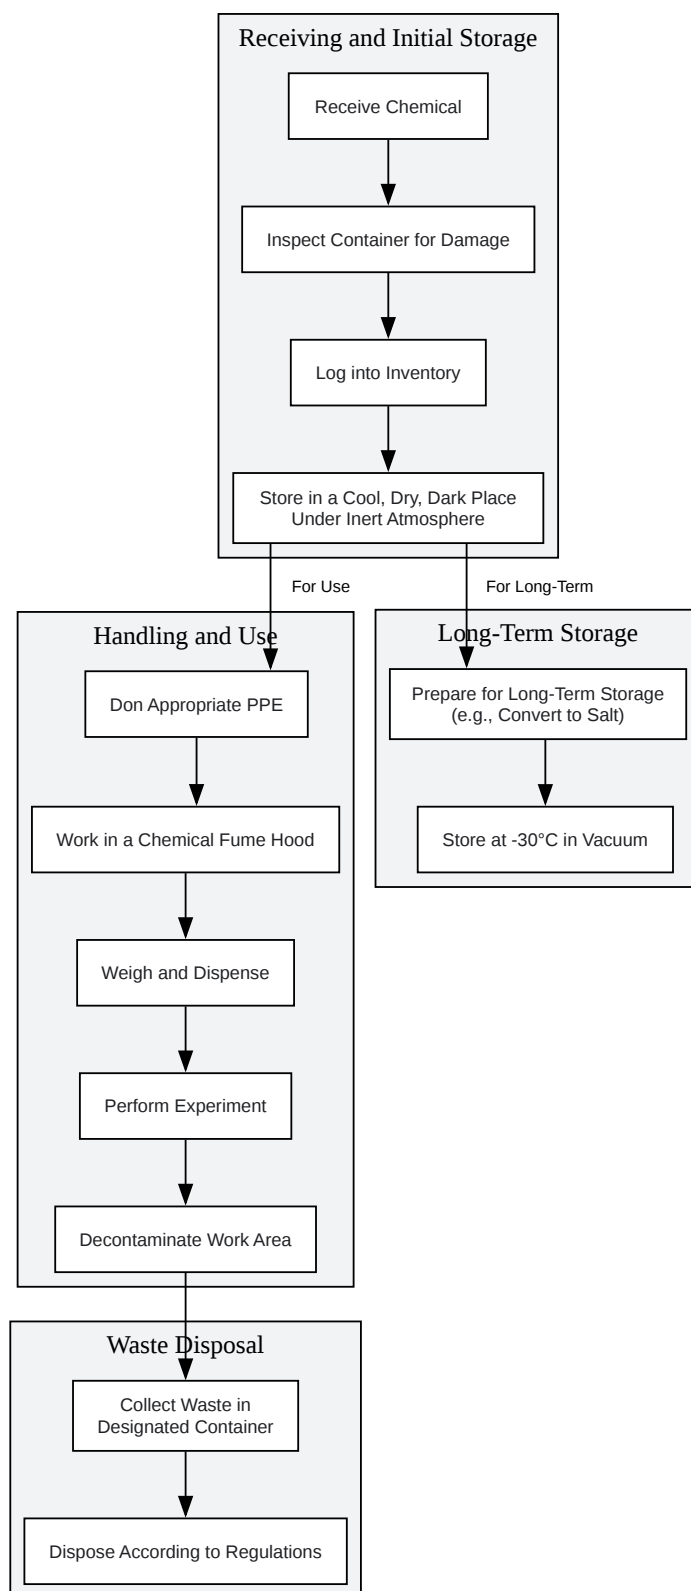 Receiving and Initial Storage
Receive Chemical
Inspect Container for Damage
Log into Inventory
Store in a Cool, Dry, Dark Place
Under Inert Atmosphere
For Use
For Long-Term
Handling and Use
Don Appropriate PPE
Work in a Chemical Fume Hood
Weigh and Dispense
Perform Experiment
Decontaminate Work Area
Long-Term Storage
Prepare for Long-Term Storage
(e.g., Convert to Salt)
Store at -30°C in Vacuum
Waste Disposal
Collect Waste in
Designated Container
Dispose According to Regulations